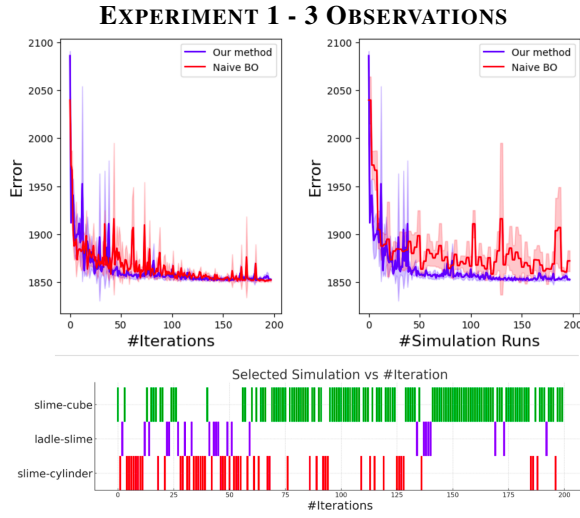 EXPERIMENT 1 - 3 OBSERVATIONS
2100
2050
2000
1950
1900
1850
Error
Our method
Naive BO
0 50 100 150 200
#Iterations
2100
2050
2000
1950
1900
1850
Error
Our method
Naive BO
0 50 100 150 200
#Simulation Runs
Selected Simulation vs #Iteration
slime-cube
ladle-slime
slime-cylinder
0 25 50 75 100 125 150 175 200
#Iterations